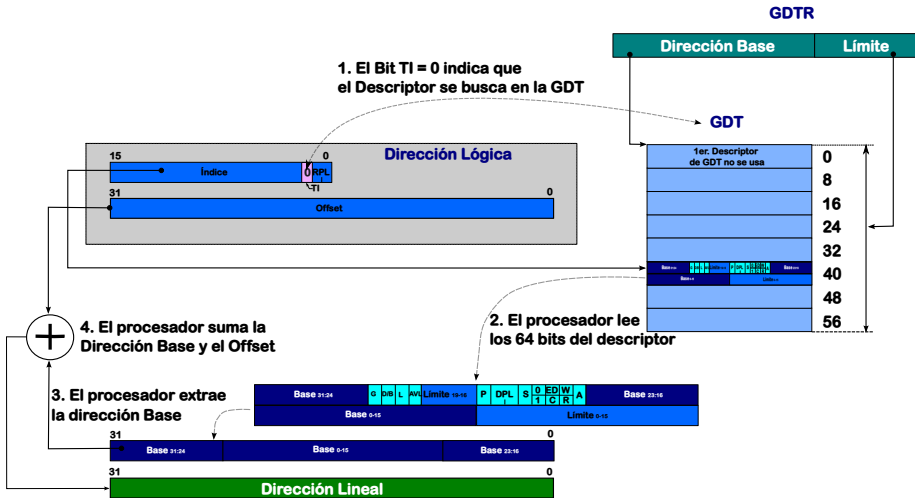 GDTR
Dirección Base Límite
1. El Bit TI = 0 indica que
el Descriptor se busca en la GDT
GDT
15 0
Dirección Lógica
Índice 0 RPL
TI
31 0
Offset
1er. Descriptor
de GDT no se usa
0
8
16
24
32
40
48
56
2. El procesador lee
los 64 bits del descriptor
4. El procesador suma la
Dirección Base y el Offset
3. El procesador extrae
la dirección Base
Base 31:24 G D/B L AVL Límite 19-16 P DPL S 0 ED W A Base 23:16
1 C R
Base 0-15 Límite 0-15
31 0
Base 31:24 Base 0-15 Base 23:16
31 0
Dirección Lineal